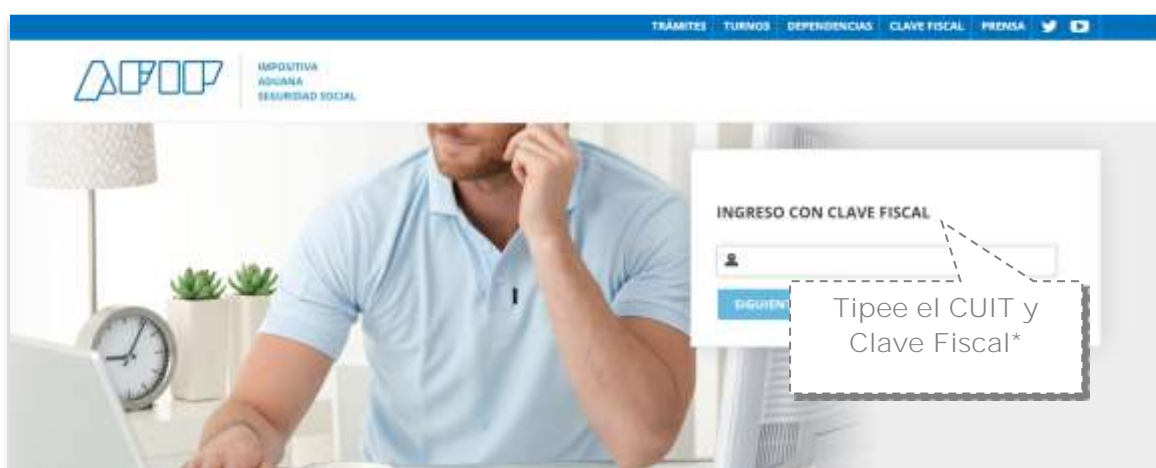 TRÁMITES TURNOS DEPENDENCIAS CLAVE FISCAL PRENSA
AFIP
IMPOSITIVA
ADUANA
SEGURIDAD SOCIAL
INGRESO CON CLAVE FISCAL
SIGUIENT
Tipee el CUIT y
Clave Fiscal*